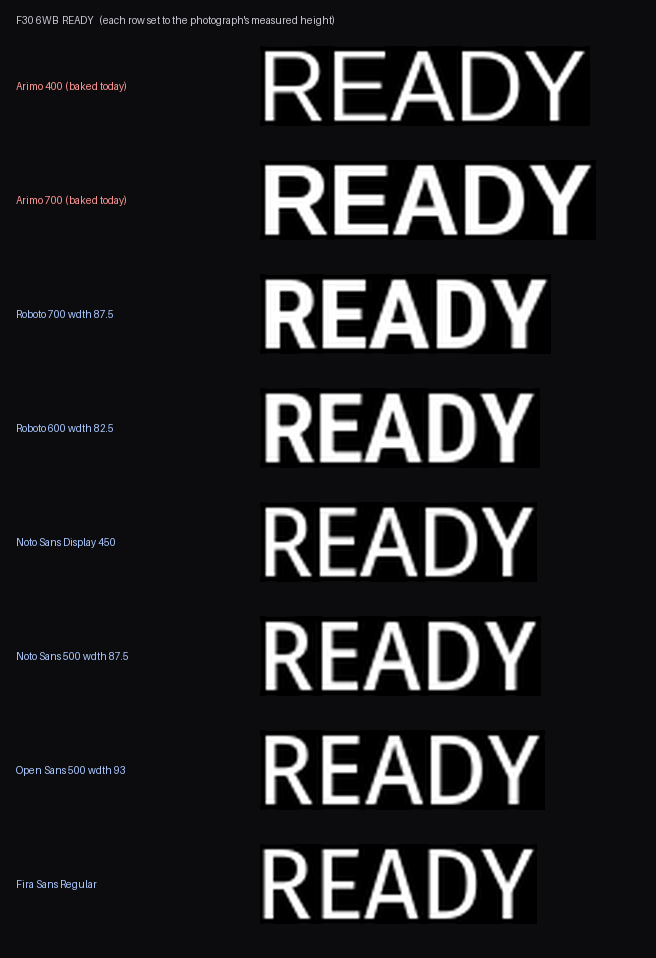 F30 6WB READY (each row set to the photograph's measured height)
Arimo 400 (baked today) READY
Arimo 700 (baked today) READY
Roboto 700 wdth 87.5 READY
Roboto 600 wdth 82.5 READY
Noto Sans Display 450 READY
Noto Sans 500 wdth 87.5 READY
Open Sans 500 wdth 93 READY
Fira Sans Regular READY